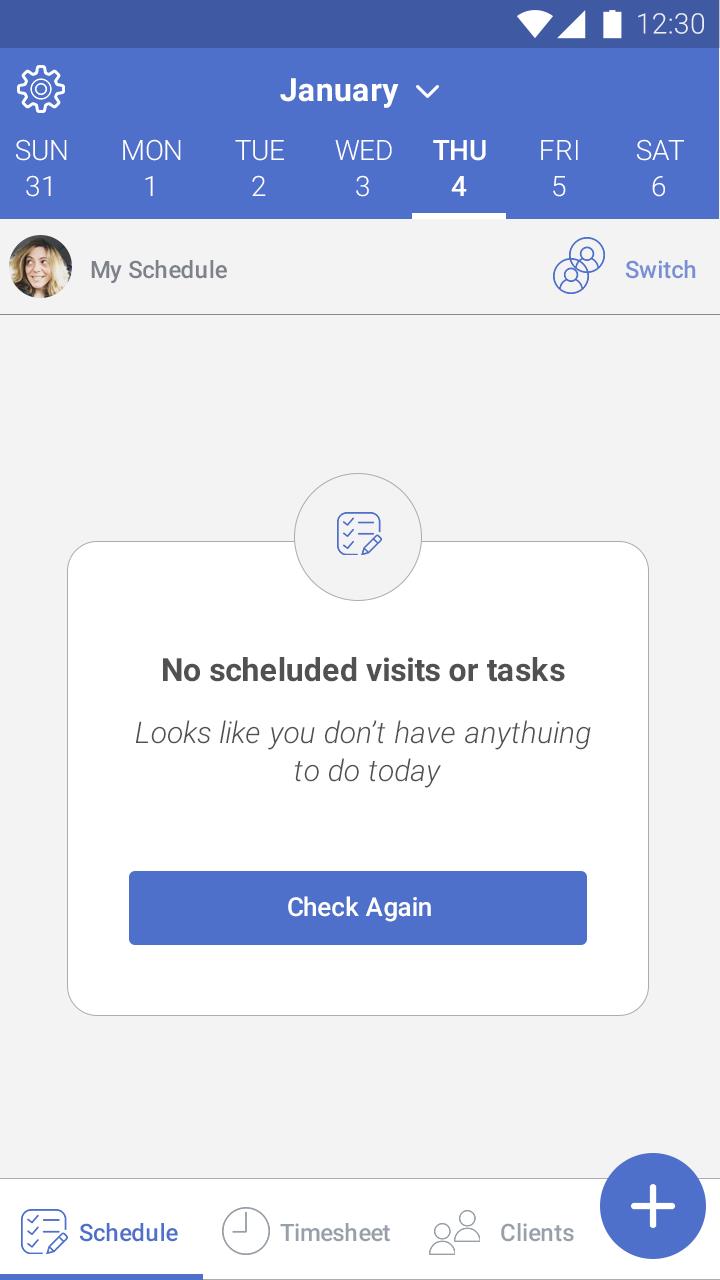 12:30
January
SUN MON TUE WED THU FRI SAT
31 1 2 3 4 5 6
My Schedule Switch
No scheluded visits or tasks
Looks like you don't have anythuing
to do today
Check Again
Schedule Timesheet Clients